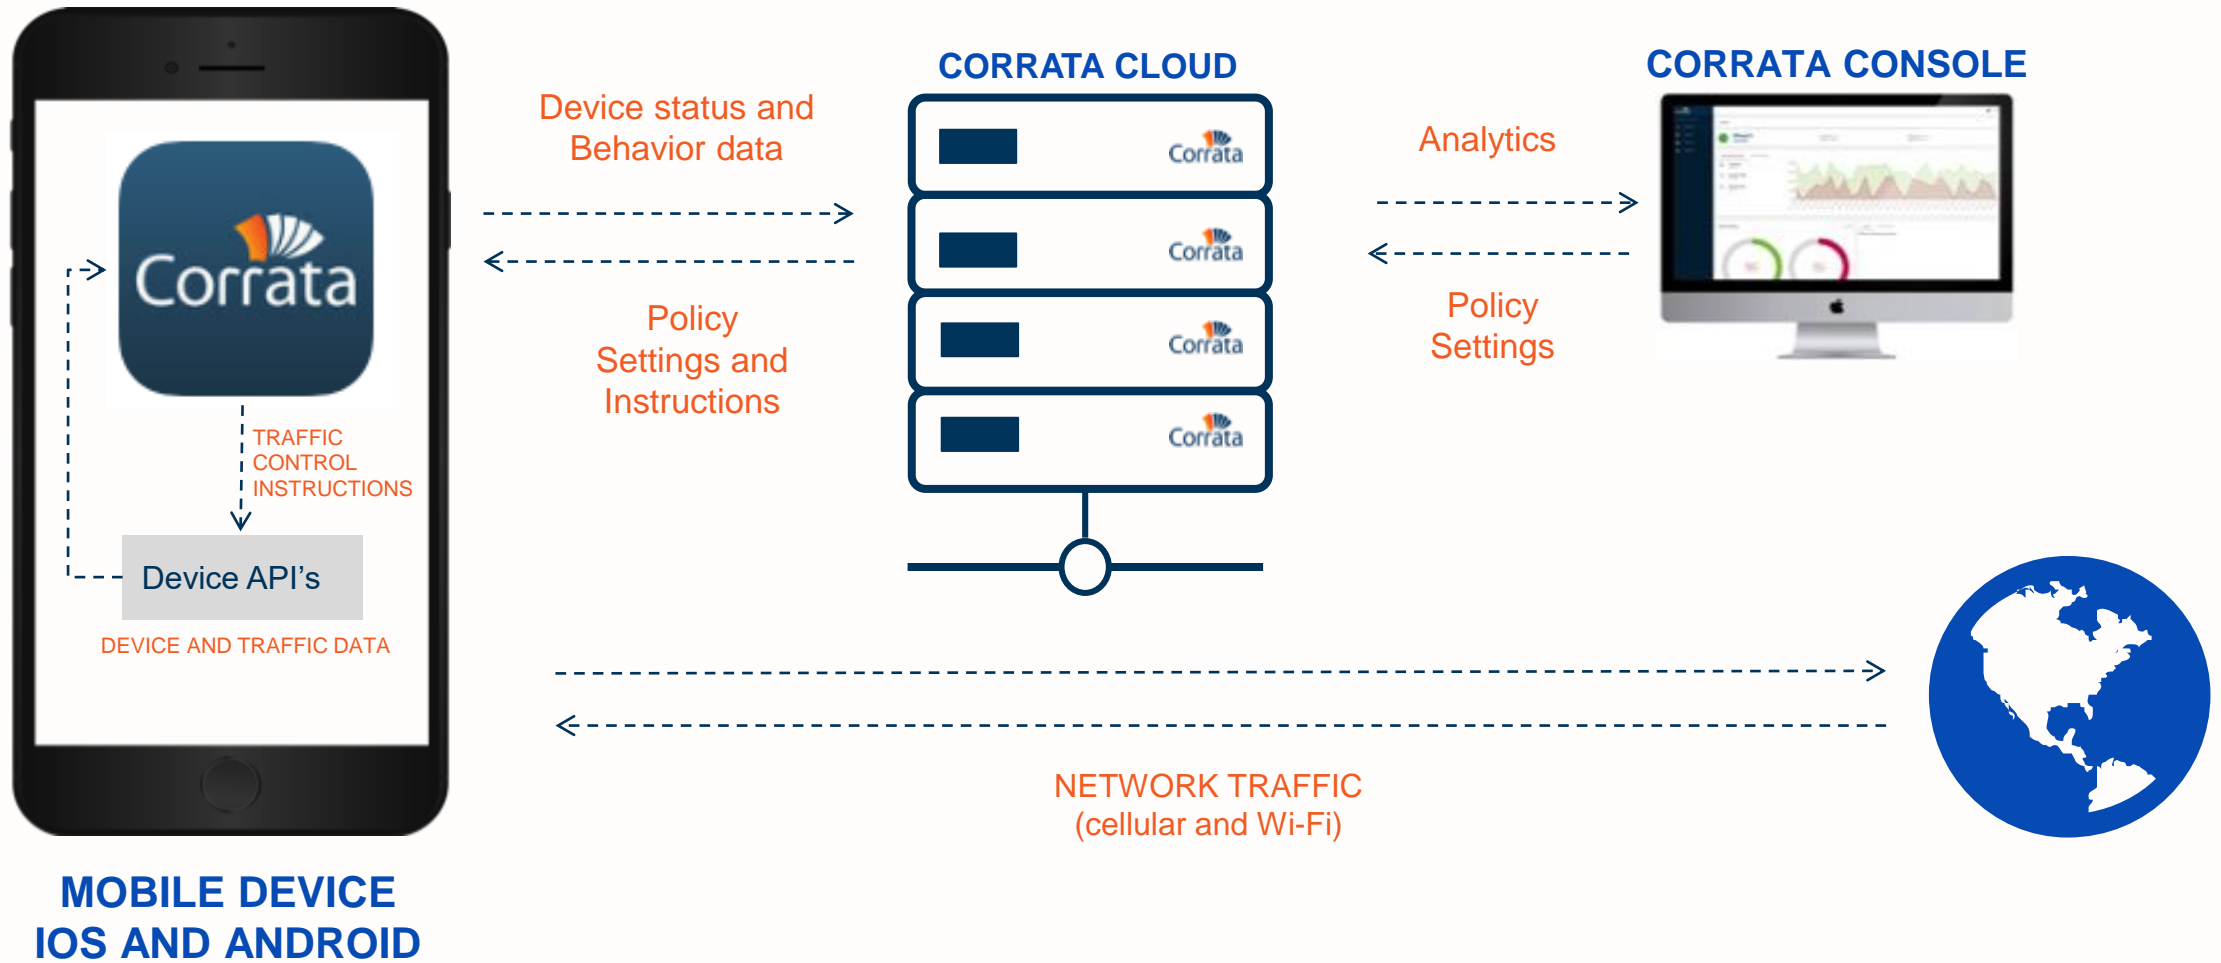 CORRATA CLOUD
CORRATA CONSOLE
Device status and
Behavior data
Analytics
Corrata
Corrata
Corrata
Corrata
Corrata
Policy
Settings and
Instructions
Policy
Settings
TRAFFIC
CONTROL
INSTRUCTIONS
Device API's
DEVICE AND TRAFFIC DATA
NETWORK TRAFFIC
(cellular and Wi-Fi)
MOBILE DEVICE
IOS AND ANDROID